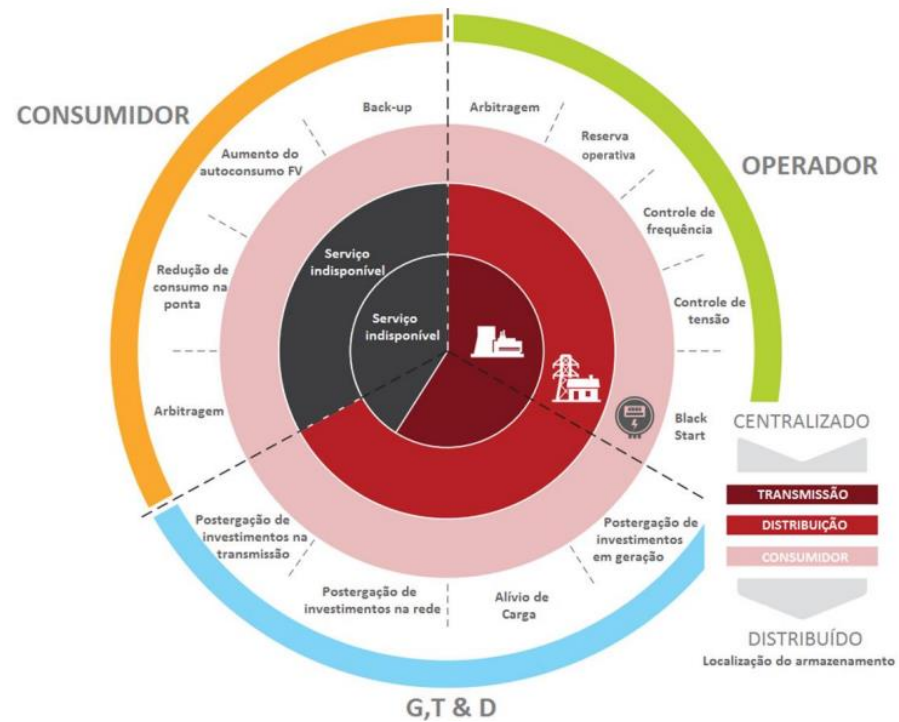 CONSUMIDOR
OPERADOR
Back-up
Arbitragem
Aumento do
autoconsumo FV
Reserva
operativa
Controle de
frequência
Redução de
consumo na
ponta
Controle de
tensão
Arbitragem
Black
Start
Serviço
indisponível
Serviço
indisponível
Postergação de
investimentos na
transmissão
Postergação de
investimentos na rede
Alívio de
Carga
Postergação de
investimentos
em geração
G,T & D
CENTRALIZADO
TRANSMISSÃO
DISTRIBUIÇÃO
CONSUMIDOR
DISTRIBUÍDO
Localização do armazenamento